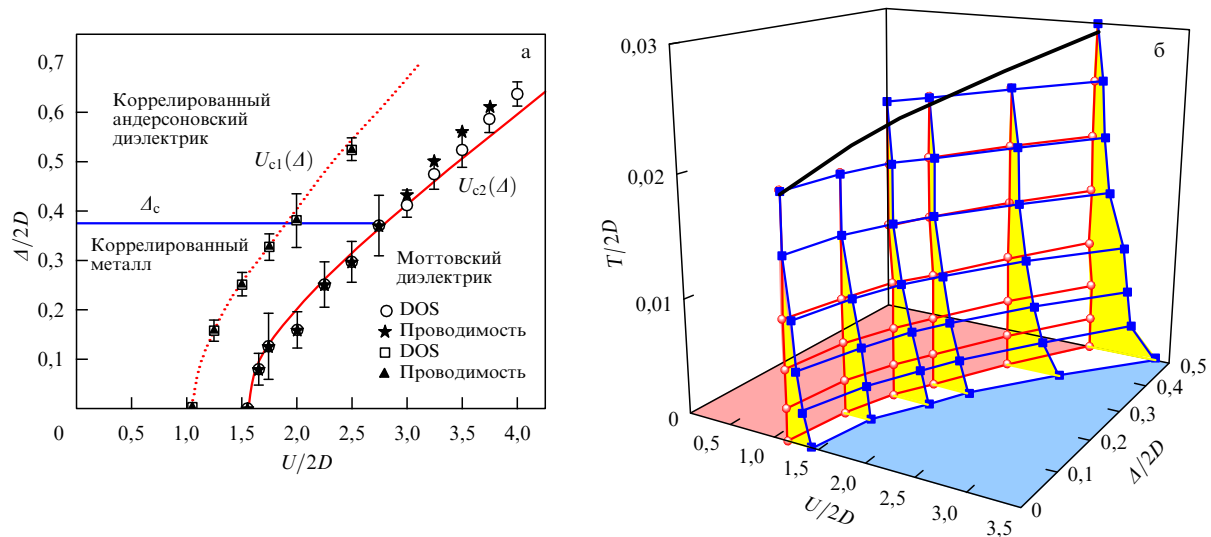 а
0,7
0,6
0,5
0,4
0,3
0,2
0,1
0
Δ/2D
Коррелированный
андерсоновский
диэлектрик
U_c1(Δ)
U_c2(Δ)
Δ_c
Коррелированный
металл
Моттовский
диэлектрик
DOS
Проводимость
DOS
Проводимость
0,5
1,0
1,5
2,0
2,5
3,0
3,5
4,0
U/2D
б
0,03
0,02
0,01
0
T/2D
0,5
1,0
1,5
2,0
2,5
3,0
3,5
U/2D
0
0,1
0,2
0,3
0,4
0,5
Δ/2D